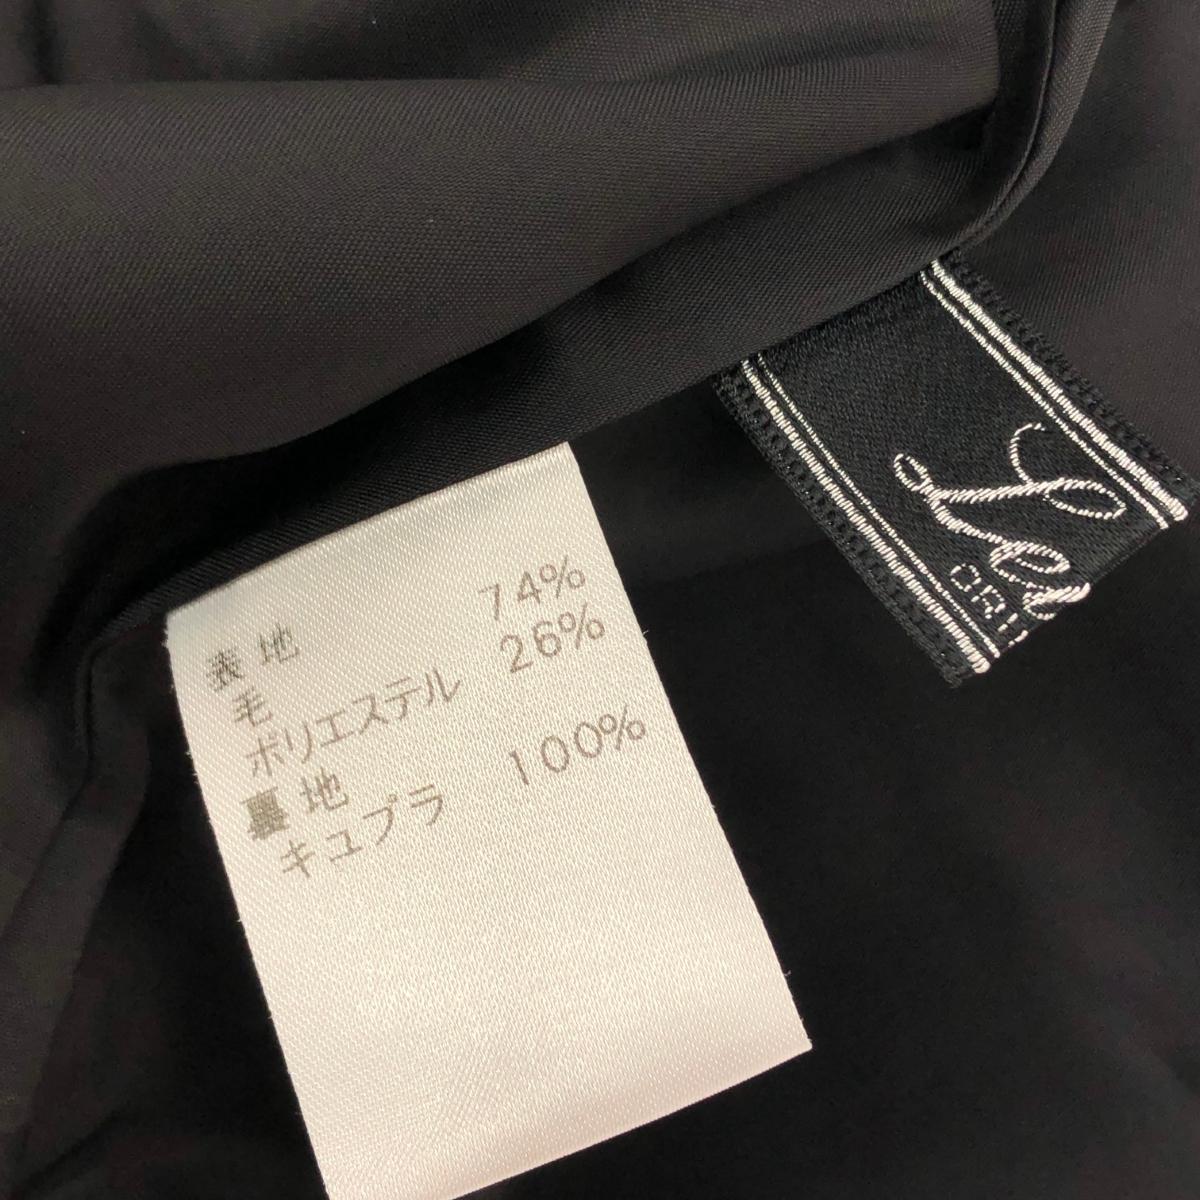 表地
毛 74%
ポリエステル 26%
裏地
キュプラ 100%